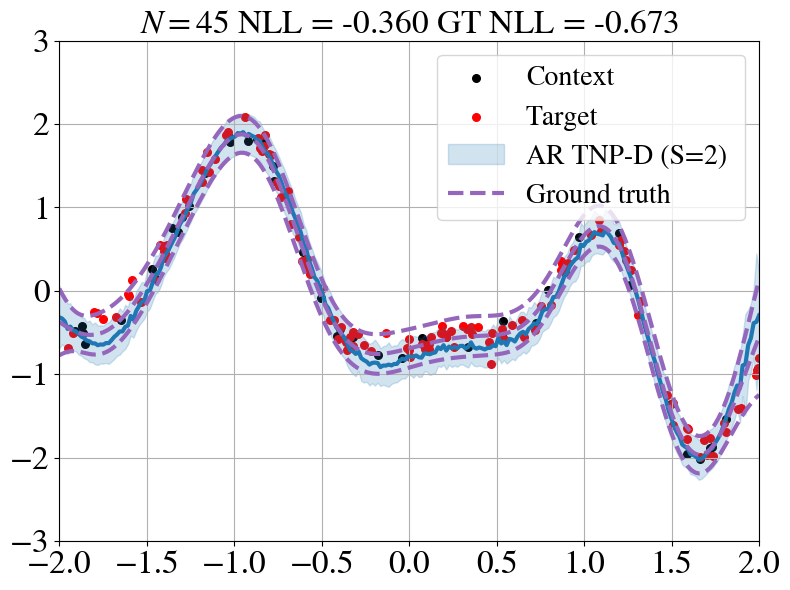 N = 45 NLL = -0.360 GT NLL = -0.673
3
2
1
0
−1
−2
−3
Context
Target
AR TNP-D (S=2)
Ground truth
−2.0 −1.5 −1.0 −0.5 0.0 0.5 1.0 1.5 2.0